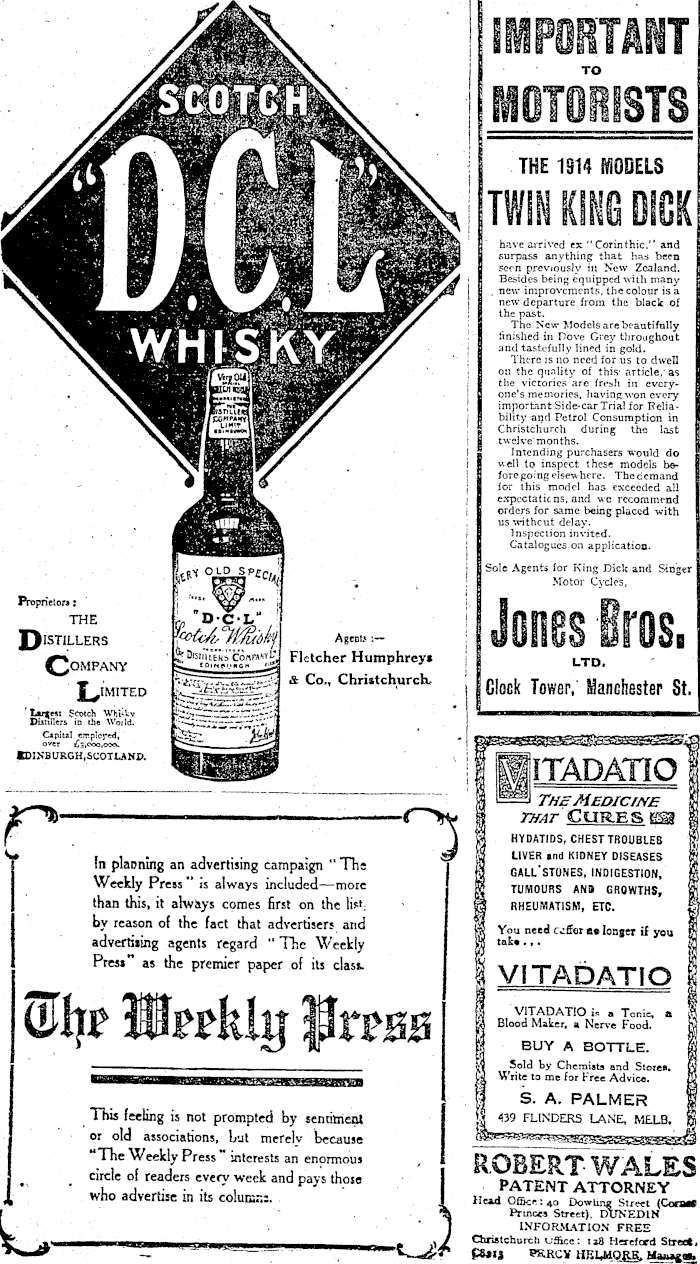 SCOTCH
"D.C.L"
WHISKY
Very Old
SCOTCH WHISKY
THE
DISTILLERS
COMPANY
LIMITD
EDINBURGH
VERY OLD SPECIAL
TRADE MARK
"D·C·L"
Scotch Whisky
PROPRIETORS
The DISTILLERS COMPANY Ltd
EDINBURGH
Proprietors:
THE
DISTILLERS
COMPANY
LIMITED
Largest Scotch Whisky
Distillers in the World.
Capital employed,
over £3,000,000.
EDINBURGH, SCOTLAND.
Agents :—
Fletcher Humphreys
& Co., Christchurch.
In planning an advertising campaign "The
Weekly Press" is always included—more
than this, it always comes first on the list,
by reason of the fact that advertisers and
advertising agents regard "The Weekly
Press" as the premier paper of its class.
The Weekly Press
This feeling is not prompted by sentiment
or old associations, but merely because
"The Weekly Press" interests an enormous
circle of readers every week and pays those
who advertise in its columns.
IMPORTANT
TO
MOTORISTS
THE 1914 MODELS
TWIN KING DICK
have arrived ex "Corinthic," and
surpass anything that has been
seen previously in New Zealand.
Besides being equipped with many
new improvements, the colour is a
new departure from the black of
the past.
The New Models are beautifully
finished in Dove Grey throughout
and tastefully lined in gold.
There is no need for us to dwell
on the quality of this article, as
the victories are fresh in every-
one's memories, having won every
important Side-car Trial for Relia-
bility and Petrol Consumption in
Christchurch during the last
twelve months.
Intending purchasers would do
well to inspect these models be-
fore going elsewhere. The demand
for this model has exceeded all
expectations, and we recommend
orders for same being placed with
us without delay.
Inspection invited.
Catalogues on application.
Sole Agents for King Dick and Singer
Motor Cycles,
Jones Bros.
LTD.
Clock Tower, Manchester St.
VITADATIO
THE MEDICINE
THAT CURES
HYDATIDS, CHEST TROUBLES
LIVER and KIDNEY DISEASES
GALL STONES, INDIGESTION,
TUMOURS AND GROWTHS,
RHEUMATISM, ETC.
You need suffer no longer if you
take...
VITADATIO
VITADATIO is a Tonic, a
Blood Maker, a Nerve Food.
BUY A BOTTLE.
Sold by Chemists and Stores.
Write to me for Free Advice.
S. A. PALMER
439 FLINDERS LANE, MELB.
ROBERT WALES
PATENT ATTORNEY
Head Office: 40 Dowling Street (Corner
Princes Street), DUNEDIN
INFORMATION FREE
Christchurch Office: 128 Hereford Street,
C8313 PERCY HELMORE, Manager.